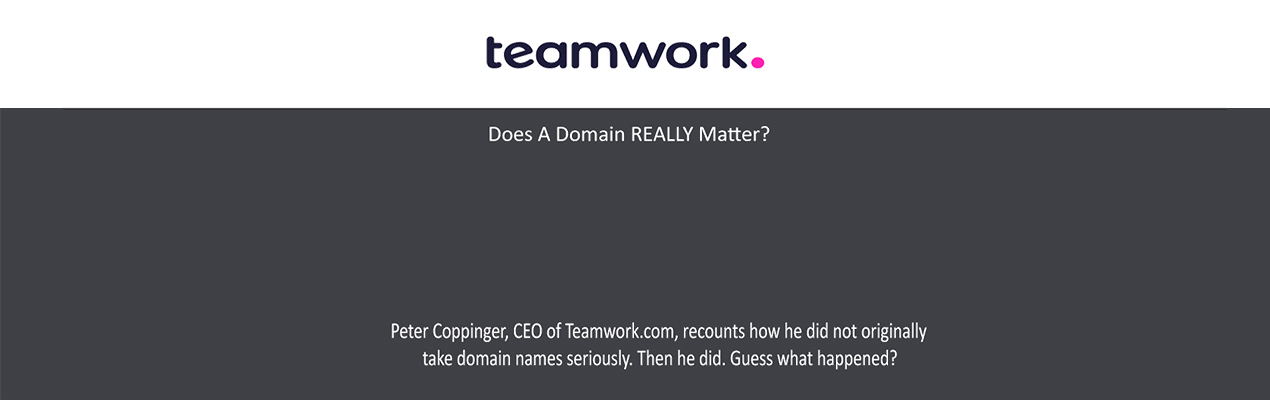 teamwork.
Does A Domain REALLY Matter?
Peter Coppinger, CEO of Teamwork.com, recounts how he did not originally
take domain names seriously. Then he did. Guess what happened?